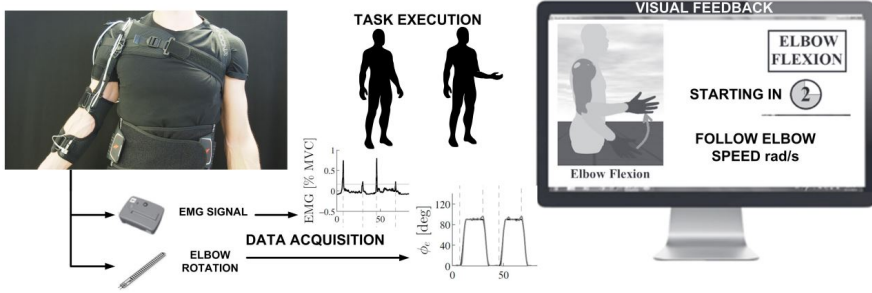 TASK EXECUTION
VISUAL FEEDBACK
ELBOW
FLEXION
STARTING IN 2
FOLLOW ELBOW
SPEED rad/s
Elbow Flexion
EMG SIGNAL
EMG [% MVC]
1
0.5
0
-0.5
0
50
DATA ACQUISITION
ELBOW
ROTATION
ϕe [deg]
120
80
40
0
0
50